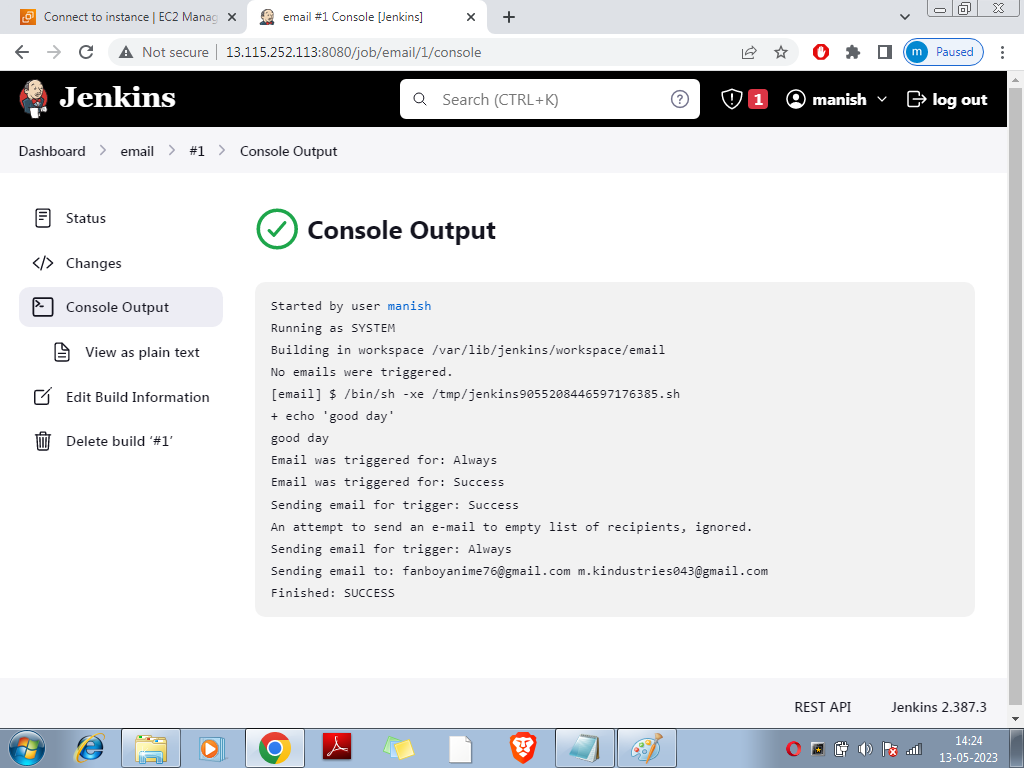 Connect to instance | EC2 Manag
email #1 Console [Jenkins]
Not secure
13.115.252.113:8080/job/email/1/console
m Paused
Jenkins
Search (CTRL+K)
1
manish
log out
Dashboard
email
#1
Console Output
Status
Changes
Console Output
View as plain text
Edit Build Information
Delete build ‘#1’
Console Output
Started by user manish
Running as SYSTEM
Building in workspace /var/lib/jenkins/workspace/email
No emails were triggered.
[email] $ /bin/sh -xe /tmp/jenkins9055208446597176385.sh
+ echo 'good day'
good day
Email was triggered for: Always
Email was triggered for: Success
Sending email for trigger: Success
An attempt to send an e-mail to empty list of recipients, ignored.
Sending email for trigger: Always
Sending email to: fanboyanime76@gmail.com m.kindustries043@gmail.com
Finished: SUCCESS
REST API
Jenkins 2.387.3
14:24
13-05-2023